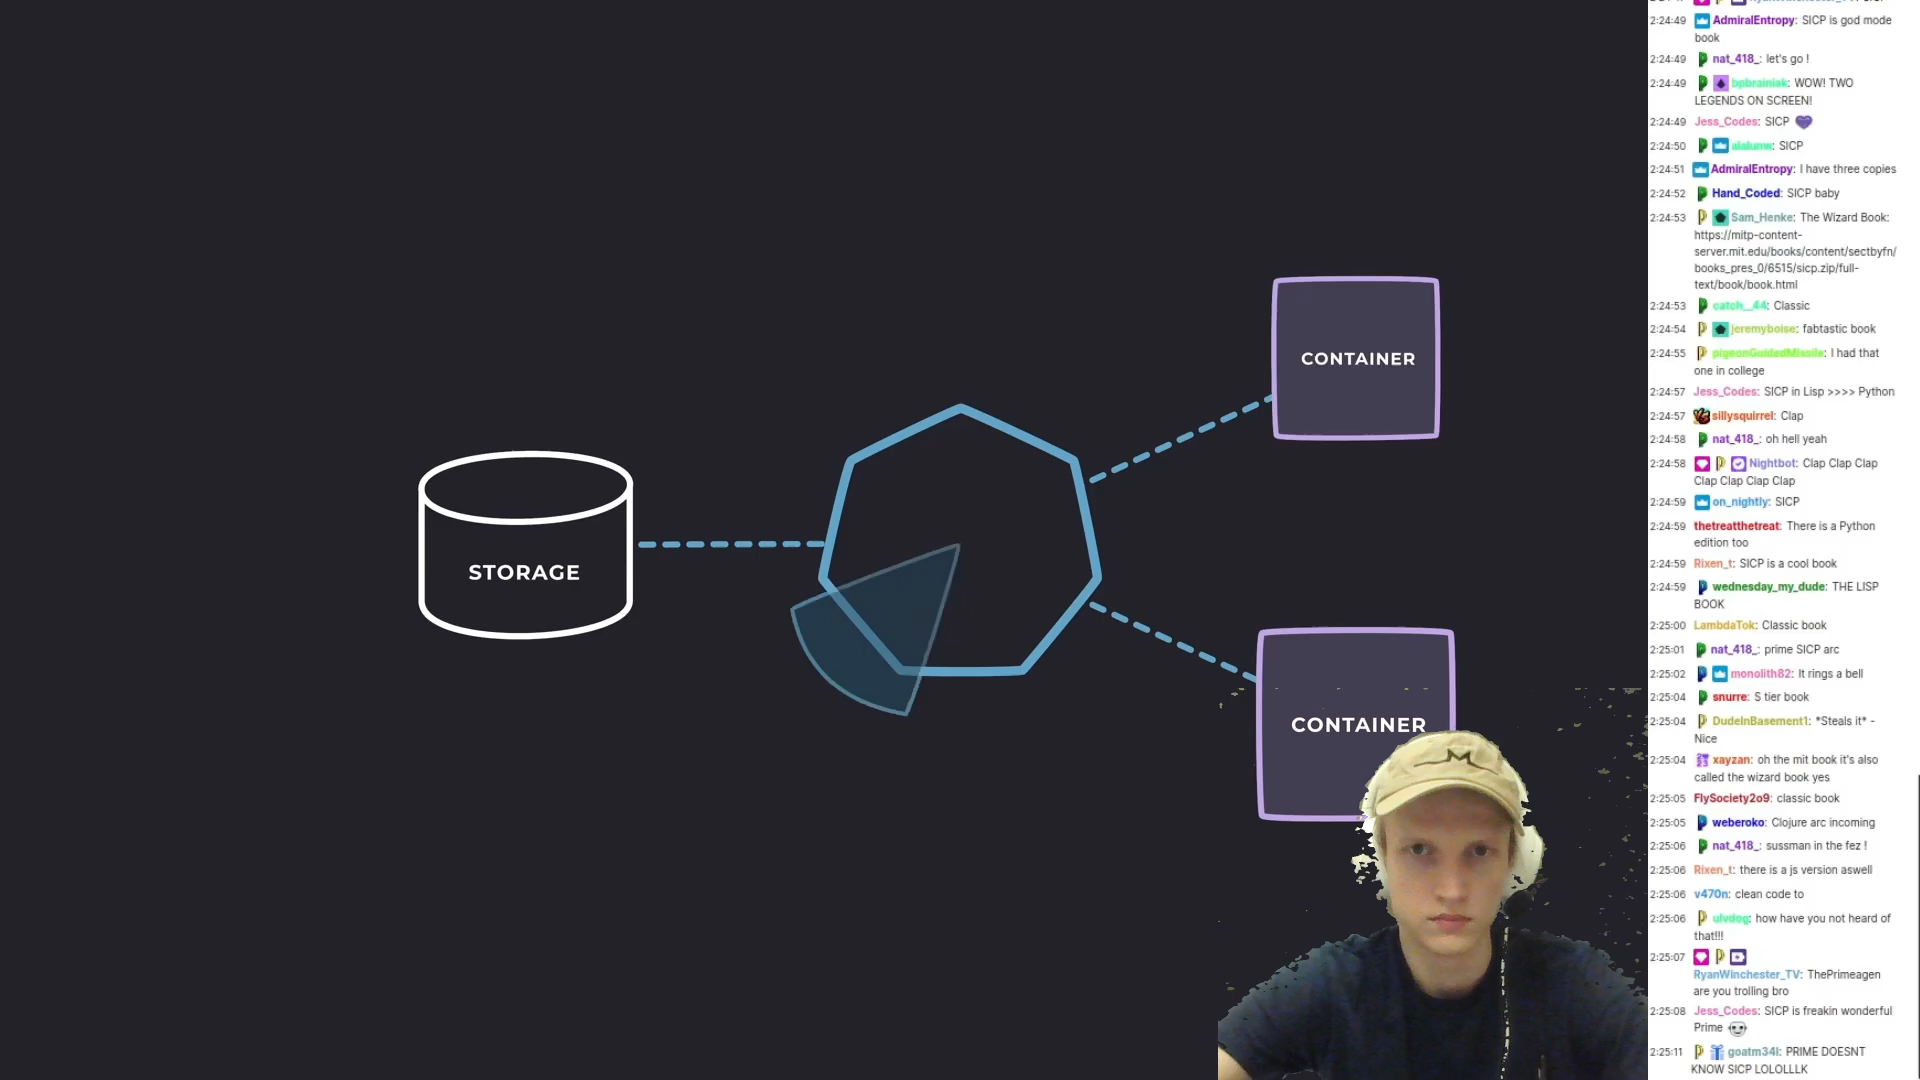 STORAGE
CONTAINER
CONTAINER
2:24:49 AdmiralEntropy: SICP is god mode
book
2:24:49 nat_418_: let's go !
2:24:49 bpbrainiak: WOW! TWO
LEGENDS ON SCREEN!
2:24:49 Jess_Codes: SICP
2:24:50 alalunw: SICP
2:24:51 AdmiralEntropy: I have three copies
2:24:52 Hand_Coded: SICP baby
2:24:53 Sam_Henke: The Wizard Book:
https://mitp-content-
server.mit.edu/books/content/sectbyfn/
books_pres_0/6515/sicp.zip/full-
text/book/book.html
2:24:53 catch__44: Classic
2:24:54 jeremyboise: fabtastic book
2:24:55 pigeonGuidedMissile: I had that
one in college
2:24:57 Jess_Codes: SICP in Lisp >>>> Python
2:24:57 sillysquirrel: Clap
2:24:58 nat_418_: oh hell yeah
2:24:58 Nightbot: Clap Clap Clap
Clap Clap Clap Clap
2:24:59 on_nightly: SICP
2:24:59 thetreatthetreat: There is a Python
edition too
2:24:59 Rixen_t: SICP is a cool book
2:24:59 wednesday_my_dude: THE LISP
BOOK
2:25:00 LambdaTok: Classic book
2:25:01 nat_418_: prime SICP arc
2:25:02 monolith82: It rings a bell
2:25:04 snurre: S tier book
2:25:04 DudeInBasement1: *Steals it* -
Nice
2:25:04 xayzan: oh the mit book it's also
called the wizard book yes
2:25:05 FlySociety2o9: classic book
2:25:05 weberoko: Clojure arc incoming
2:25:06 nat_418_: sussman in the fez !
2:25:06 Rixen_t: there is a js version aswell
2:25:06 v470n: clean code to
2:25:06 ulvdog: how have you not heard of
that!!!
2:25:07
RyanWinchester_TV: ThePrimeagen
are you trolling bro
2:25:08 Jess_Codes: SICP is freakin wonderful
Prime
2:25:11 goatm34l: PRIME DOESNT
KNOW SICP LOLOLLLK